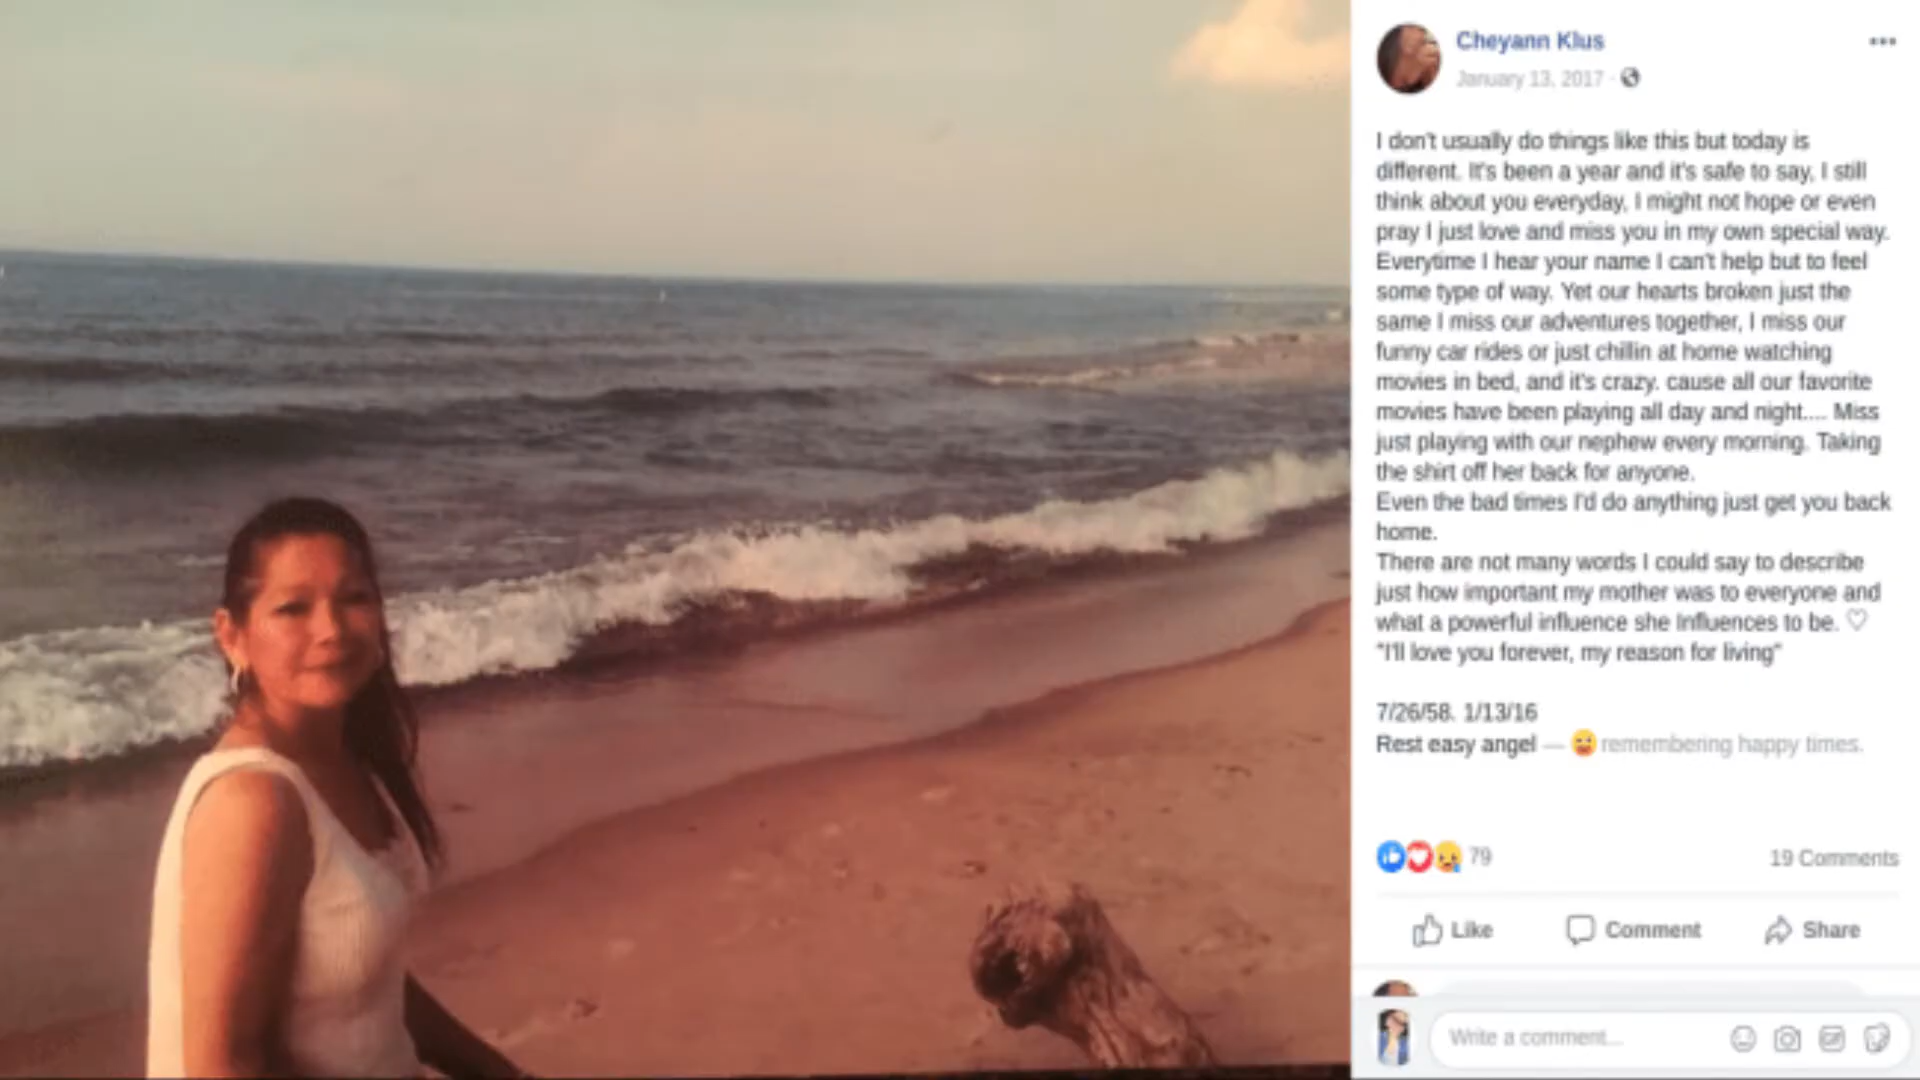 Cheyann Klus
January 13, 2017 ·
I don't usually do things like this but today is
different. It's been a year and it's safe to say, I still
think about you everyday, I might not hope or even
pray I just love and miss you in my own special way.
Everytime I hear your name I can't help but to feel
some type of way. Yet our hearts broken just the
same I miss our adventures together, I miss our
funny car rides or just chillin at home watching
movies in bed, and it's crazy. cause all our favorite
movies have been playing all day and night.... Miss
just playing with our nephew every morning. Taking
the shirt off her back for anyone.
Even the bad times I'd do anything just get you back
home.
There are not many words I could say to describe
just how important my mother was to everyone and
what a powerful influence she Influences to be. ♡
"I'll love you forever, my reason for living"
7/26/58. 1/13/16
Rest easy angel — remembering happy times.
79
19 Comments
Like Comment Share
Write a comment...
GIF